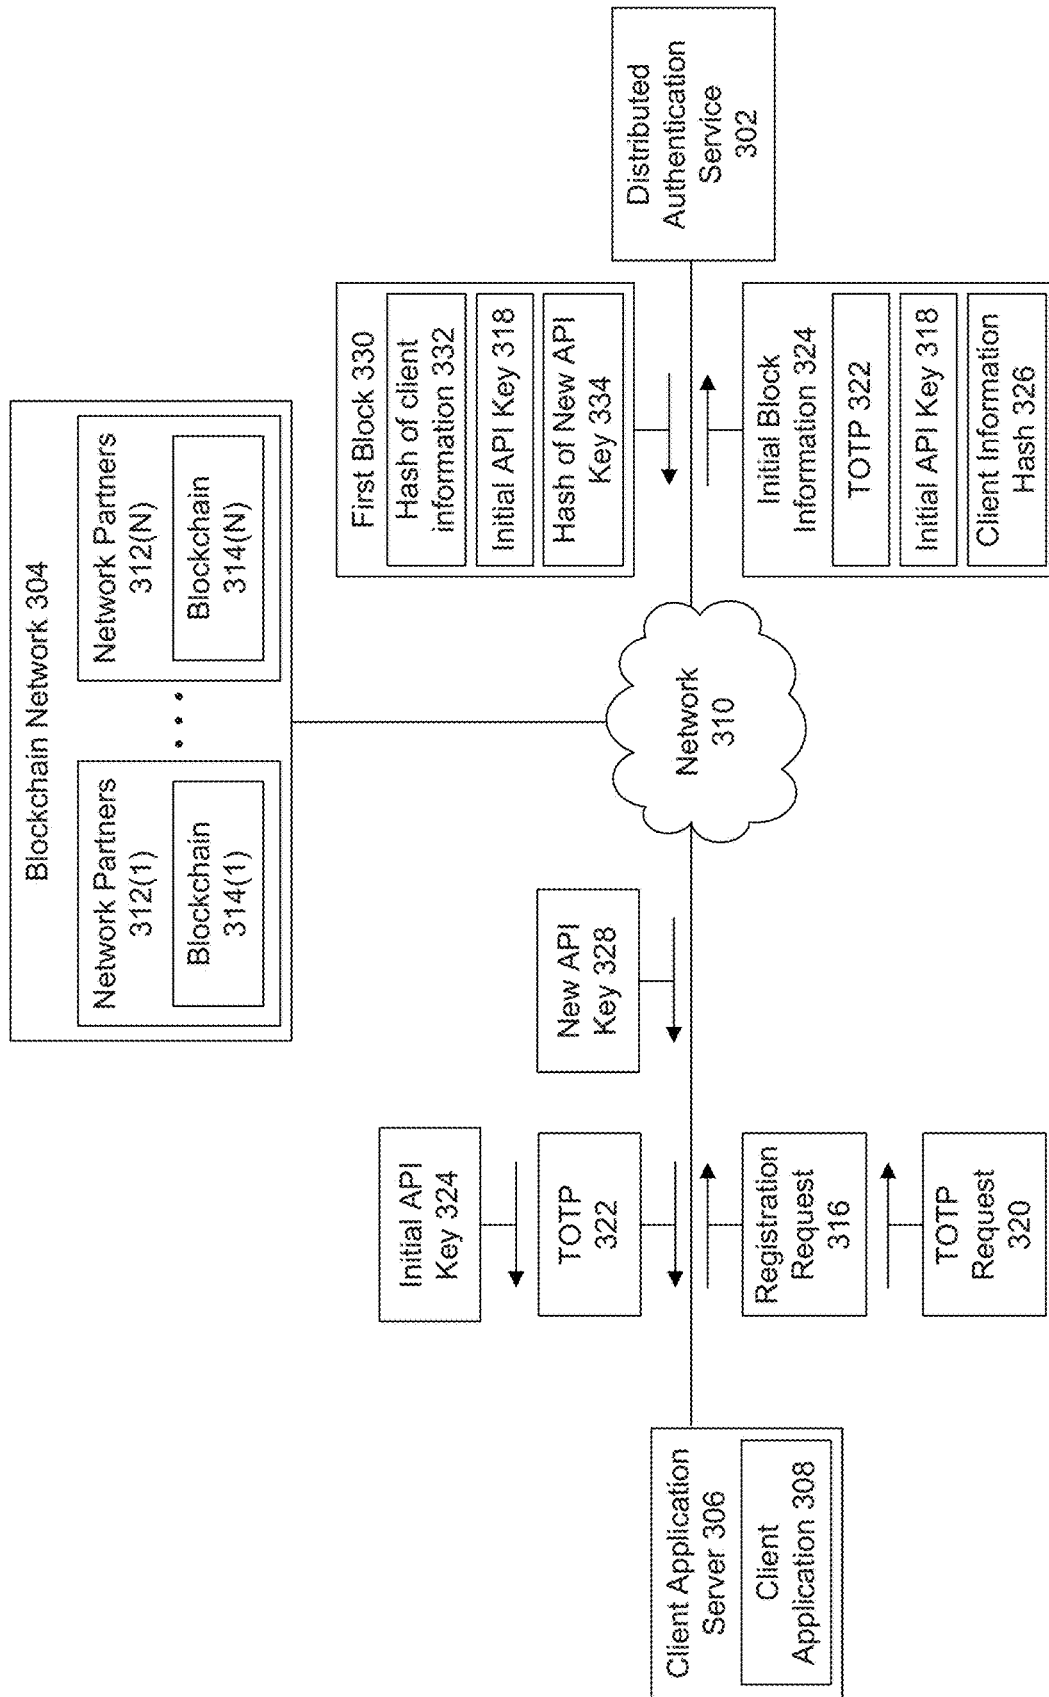 Blockchain Network 304
Network Partners
312(1)
Blockchain
314(1)
Network Partners
312(N)
Blockchain
314(N)
Initial API
Key 324
TOTP
322
New API
Key 328
First Block 330
Hash of client
information 332
Initial API Key 318
Hash of New API
Key 334
Client Application
Server 306
Client
Application 308
Network
310
Distributed
Authentication
Service
302
Registration
Request
316
TOTP
Request
320
Initial Block
Information 324
TOTP 322
Initial API Key 318
Client Information
Hash 326